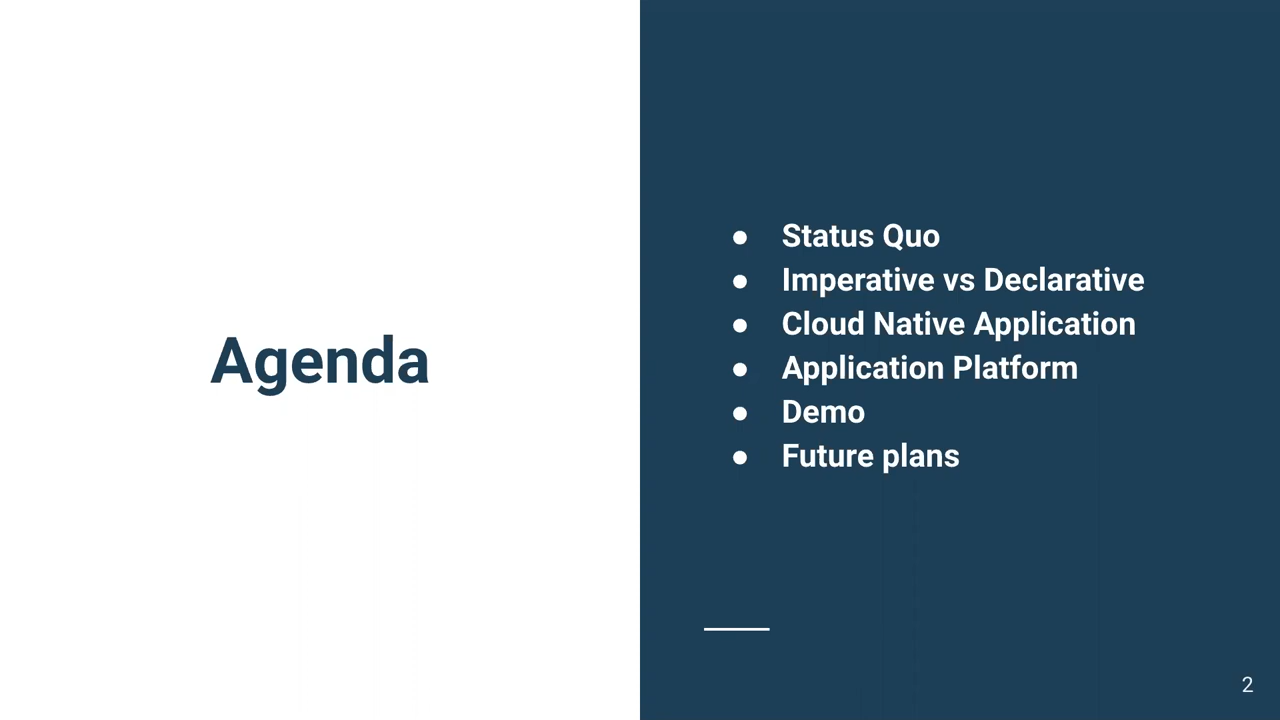 Agenda
● Status Quo
● Imperative vs Declarative
● Cloud Native Application
● Application Platform
● Demo
● Future plans
2